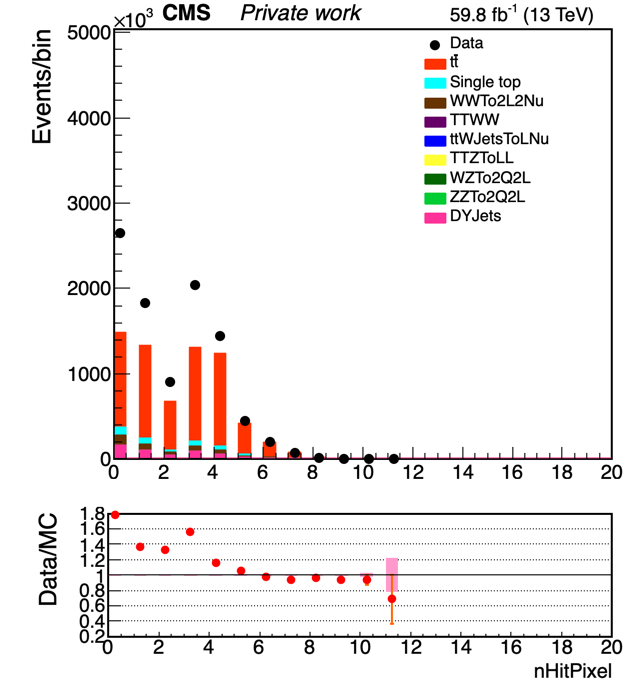 ×10³ CMS Private work 59.8 fb⁻¹ (13 TeV)
Events/bin
5000
4000
3000
2000
1000
0
Data
tt̄
Single top
WWTo2L2Nu
TTWW
ttWJetsToLNu
TTZToLL
WZTo2Q2L
ZZTo2Q2L
DYJets
0 2 4 6 8 10 12 14 16 18 20
Data/MC
1.8
1.6
1.4
1.2
1
0.8
0.6
0.4
0.2
0 2 4 6 8 10 12 14 16 18 20
nHitPixel